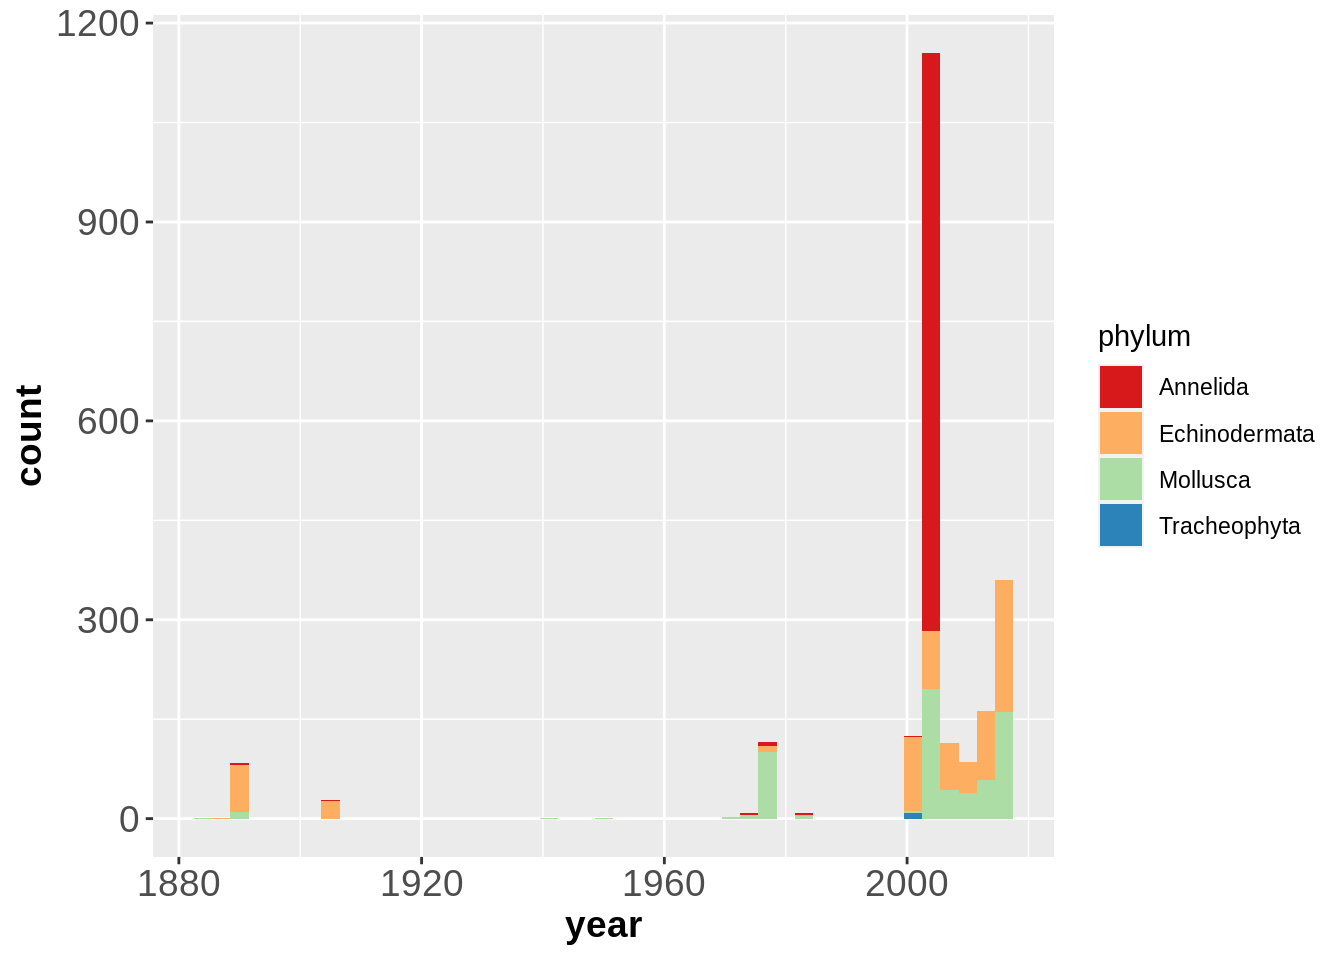 1200
900
600
300
0
count
1880 1920 1960 2000
year
phylum
Annelida
Echinodermata
Mollusca
Tracheophyta